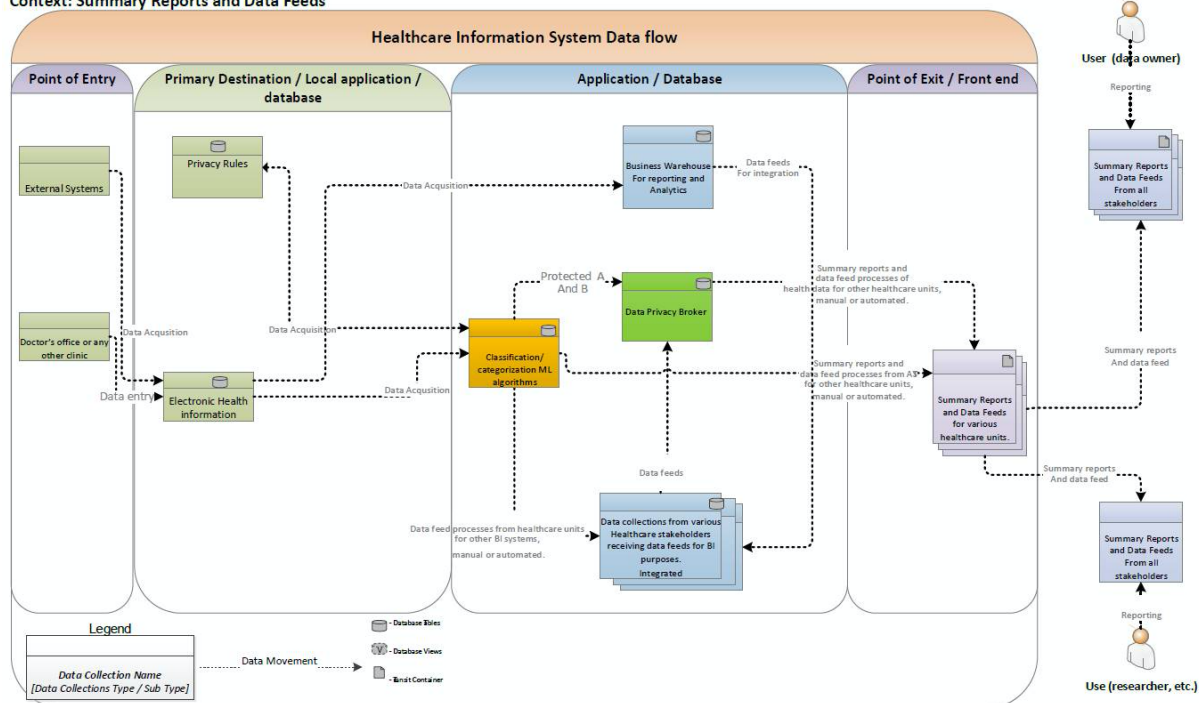 Context: Summary Reports and Data Feeds
Healthcare Information System Data flow
Point of Entry
Primary Destination / Local application /
database
Application / Database
Point of Exit / Front end
User (data owner)
Reporting
Summary Reports
and Data Feeds
From all
stakeholders
External Systems
Privacy Rules
Data Acqusition
Business Warehouse
For reporting and
Analytics
Data feeds
For integration
Protected A
And B
Data Privacy Broker
Summary reports and
data feed processes of
health data for other healthcare units,
manual or automated.
Doctor's office or any
other clinic
Data Acqusition
Data Acquisition
Classification/
categorization ML
algorithms
Summary reports and
data feed processes from AS
for other healthcare units,
manual or automated.
Summary reports
And data feed
Data entry
Electronic Health
information
Data Acqusition
Summary Reports
and Data Feeds
for various
healthcare units.
Data feeds
Summary reports
And data feed
Data feed processes from healthcare units
for other BI systems,
manual or automated.
Data collections from various
Healthcare stakeholders
receiving data feeds for BI
purposes.
Integrated
Summary Reports
and Data Feeds
From all
stakeholders
Reporting
Use (researcher, etc.)
Legend
Data Collection Name
[Data Collections Type / Sub Type]
Data Movement
- Database Tables
V
- Database Views
- Transit Container